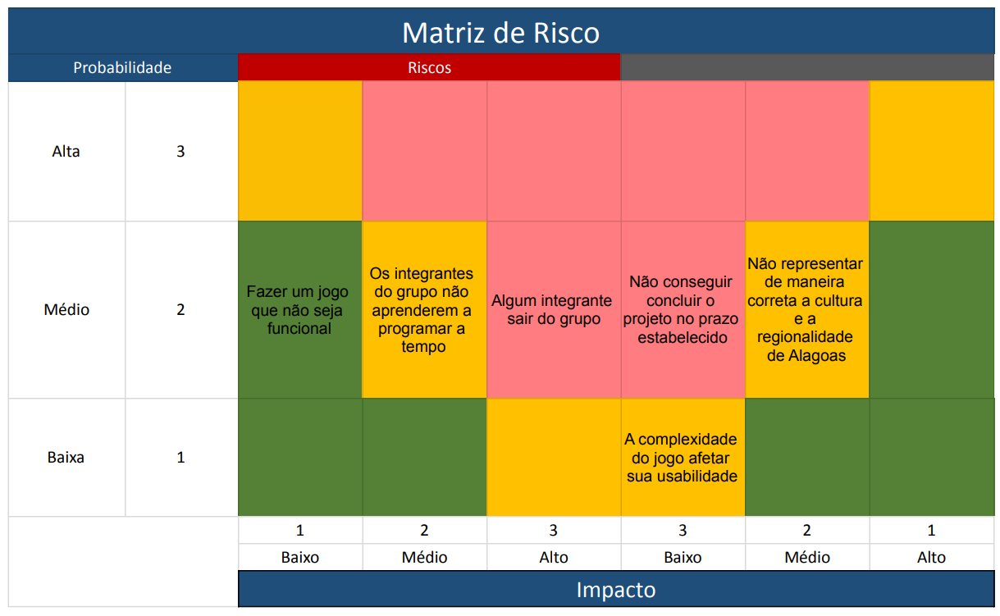 Matriz de Risco
Probabilidade
Riscos
Alta
3
Médio
2
Fazer um jogo
que não seja
funcional
Os integrantes
do grupo não
aprenderem a
programar a
tempo
Algum integrante
sair do grupo
Não conseguir
concluir o
projeto no prazo
estabelecido
Não representar
de maneira
correta a cultura
e a
regionalidade
de Alagoas
Baixa
1
A complexidade
do jogo afetar
sua usabilidade
1
2
3
3
2
1
Baixo
Médio
Alto
Baixo
Médio
Alto
Impacto